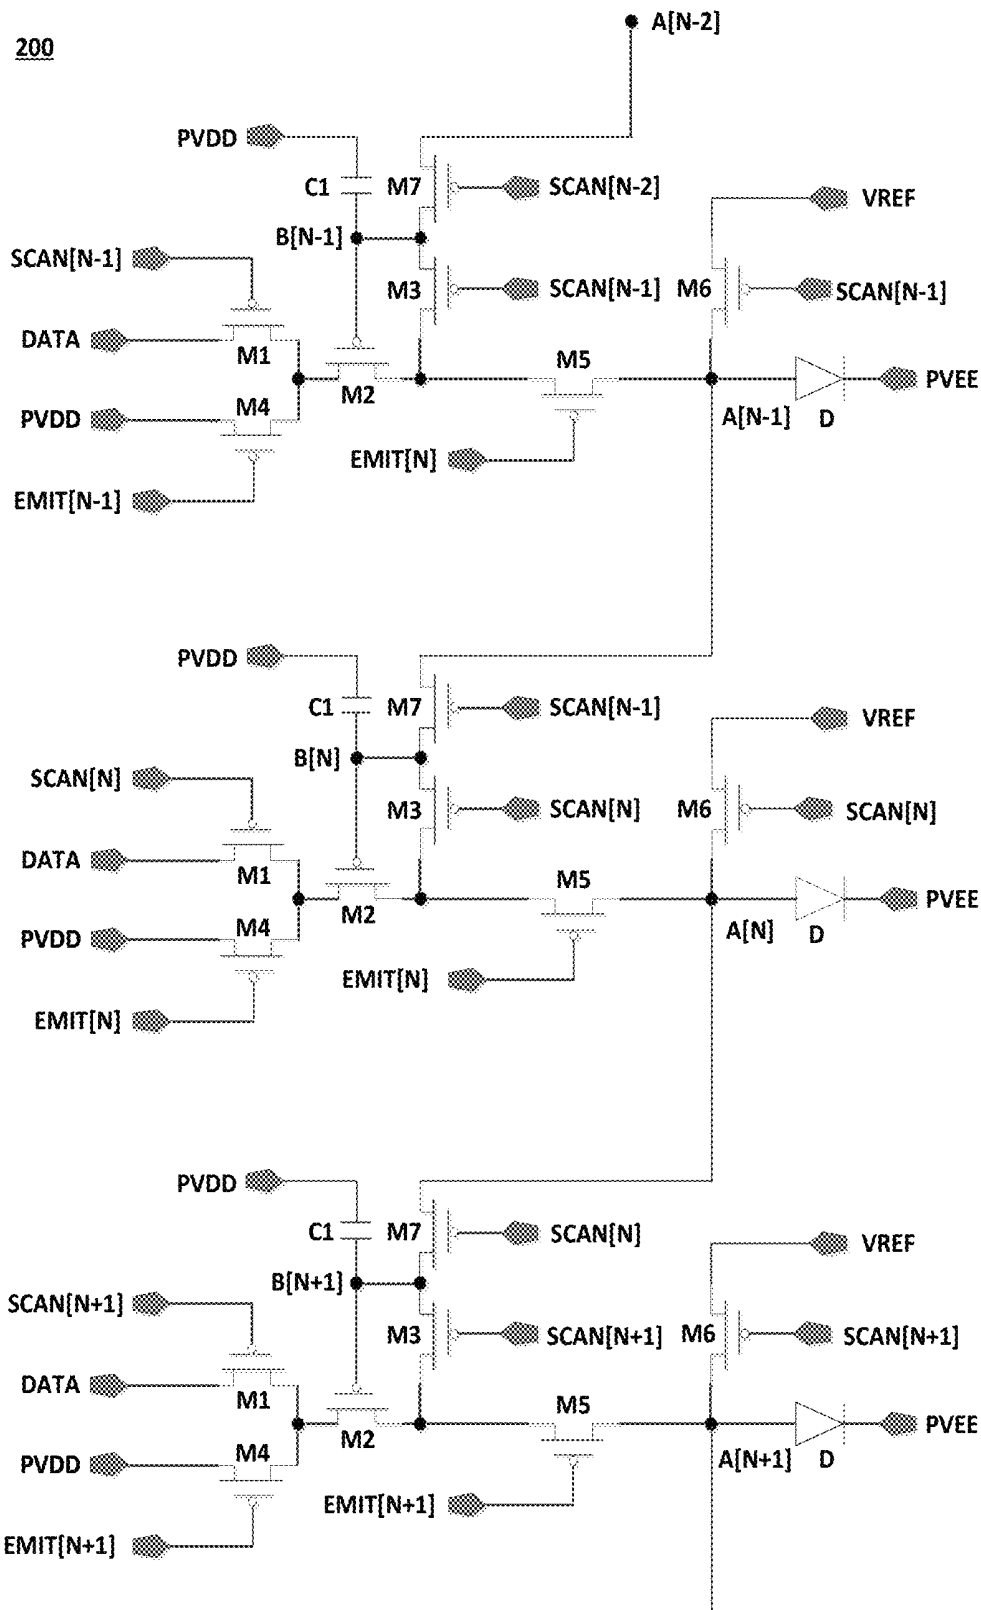 A[N-2]
200
PVDD
C1
M7
SCAN[N-2]
VREF
B[N-1]
SCAN[N-1]
M3
SCAN[N-1]
M6
SCAN[N-1]
DATA
M1
M5
M2
PVDD
M4
A[N-1]
D
PVEE
EMIT[N]
EMIT[N-1]
PVDD
C1
M7
SCAN[N-1]
VREF
B[N]
SCAN[N]
M3
SCAN[N]
M6
SCAN[N]
DATA
M1
M5
M2
PVDD
M4
A[N]
D
PVEE
EMIT[N]
EMIT[N]
PVDD
C1
M7
SCAN[N]
VREF
B[N+1]
SCAN[N+1]
M3
SCAN[N+1]
M6
SCAN[N+1]
DATA
M1
M5
M2
PVDD
M4
A[N+1]
D
PVEE
EMIT[N+1]
EMIT[N+1]